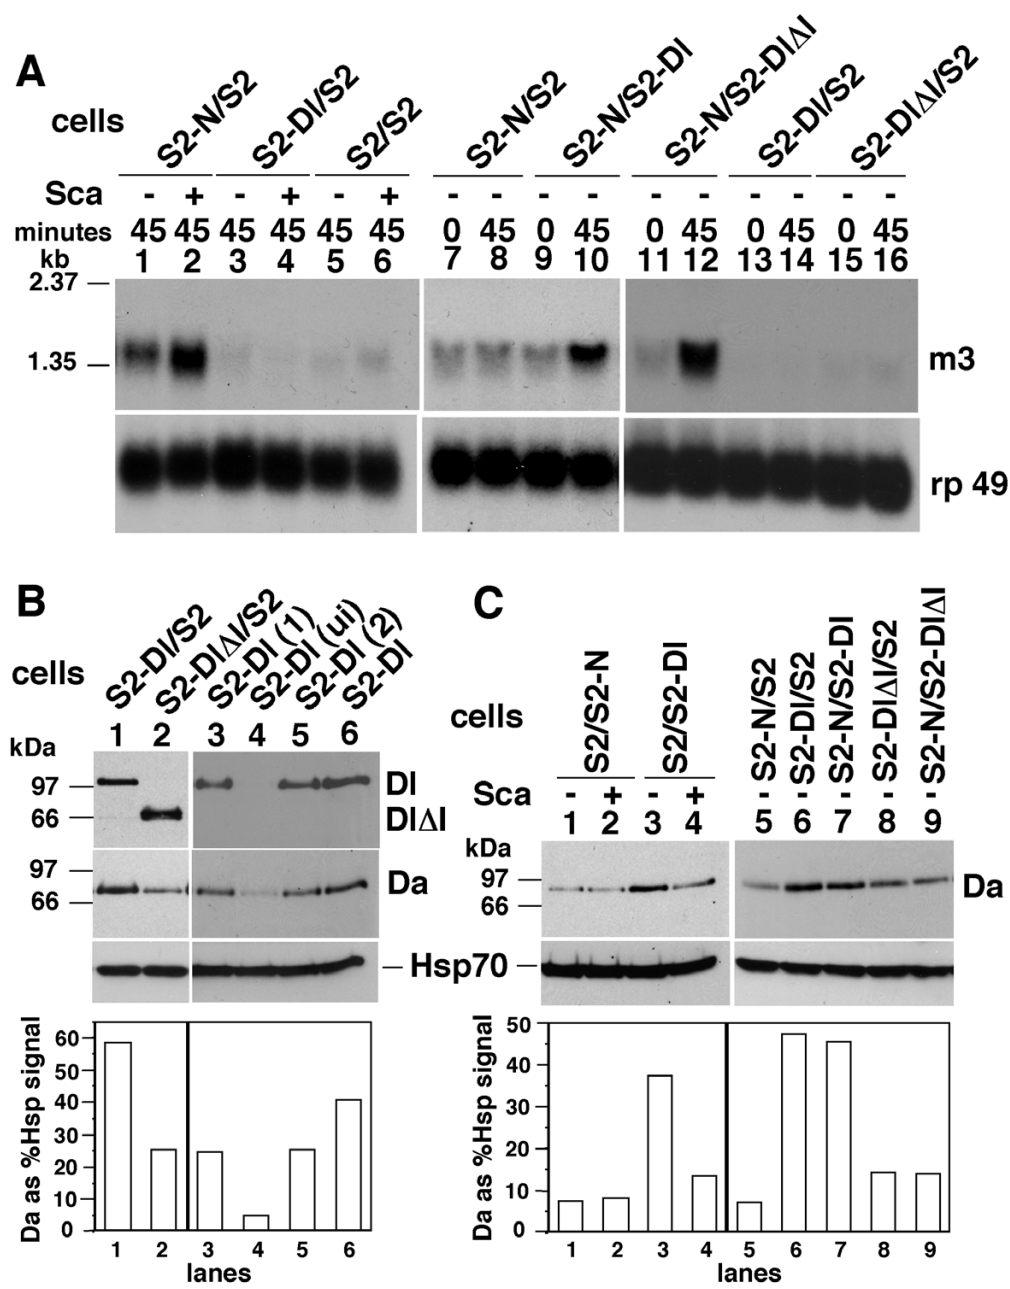 A
cells
S2-N/S2 S2-Dl/S2 S2/S2 S2-N/S2 S2-N/S2-Dl S2-N/S2-DlΔI S2-Dl/S2 S2-DlΔI/S2
Sca - + - + - + - - - - - - - - - -
minutes 45 45 45 45 45 45 0 45 0 45 0 45 0 45 0 45
kb 1 2 3 4 5 6 7 8 9 10 11 12 13 14 15 16
2.37
1.35
m3
rp 49
B
cells
S2-Dl/S2 S2-DlΔI/S2 S2-Dl (1) S2-Dl (ui) S2-Dl (2) S2-Dl
1 2 3 4 5 6
kDa
97
66
Dl
DlΔI
97
66
Da
Hsp70
Da as %Hsp signal
60
50
40
30
20
10
0
1 2 3 4 5 6
lanes
C
cells
S2/S2-N S2/S2-Dl S2-N/S2 S2-Dl/S2 S2-N/S2-Dl S2-DlΔI/S2 S2-N/S2-DlΔI
Sca - + - + - - - - -
1 2 3 4 5 6 7 8 9
kDa
97
66
Da
Da as %Hsp signal
50
40
30
20
10
0
1 2 3 4 5 6 7 8 9
lanes